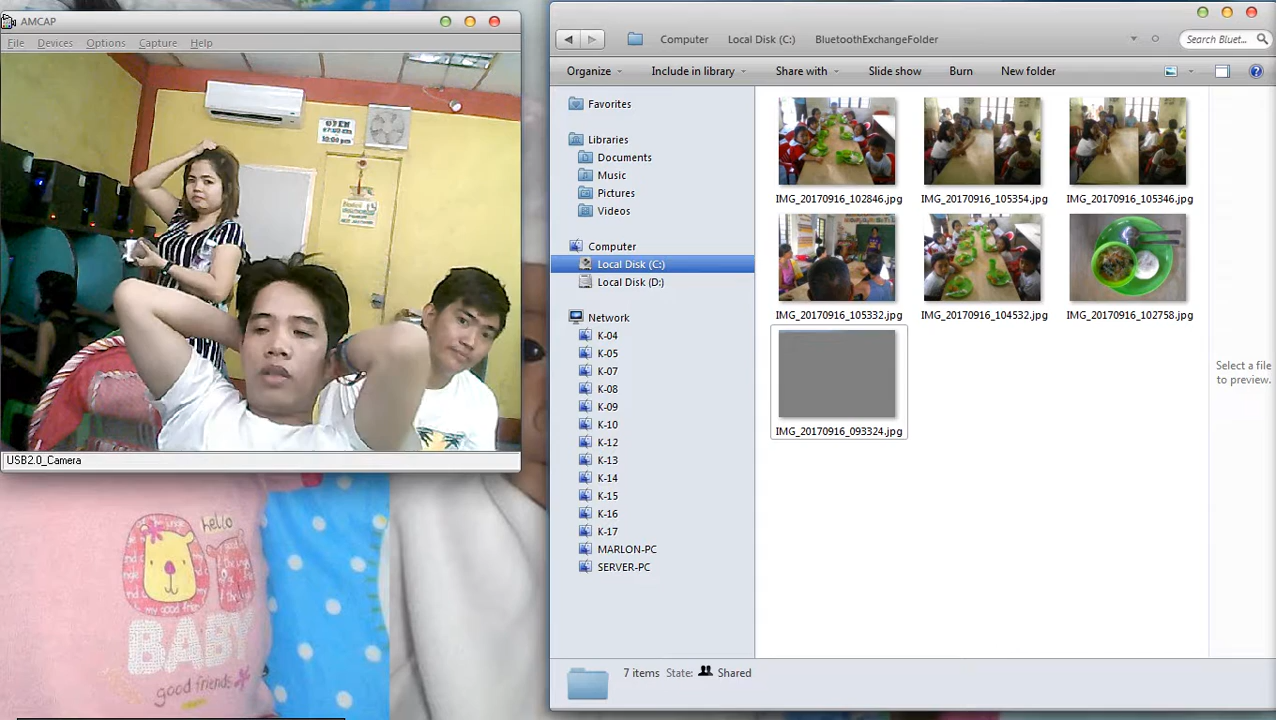 AMCAP
File Devices Options Capture Help
OPEN
USB2.0_Camera
hello
BABY
good friends
Computer Local Disk (C:) BluetoothExchangeFolder Search Bluet...
Organize Include in library Share with Slide show Burn New folder
Favorites
Libraries
Documents
Music
Pictures
Videos
Computer
Local Disk (C:)
Local Disk (D:)
Network
K-04
K-05
K-07
K-08
K-09
K-10
K-12
K-13
K-14
K-15
K-16
K-17
MARLON-PC
SERVER-PC
IMG_20170916_102846.jpg IMG_20170916_105354.jpg IMG_20170916_105346.jpg
IMG_20170916_105332.jpg IMG_20170916_104532.jpg IMG_20170916_102758.jpg
IMG_20170916_093324.jpg
Select a file
to preview.
7 items State: Shared